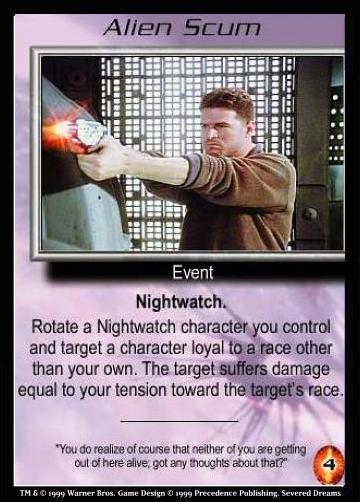 Alien Scum
Event
Nightwatch.
Rotate a Nightwatch character you control
and target a character loyal to a race other
than your own. The target suffers damage
equal to your tension toward the target's race.
"You do realize of course that neither of you are getting
out of here alive; got any thoughts about that?"
4
TM & © 1999 Warner Bros. Game Design © 1999 Precedence Publishing. Severed Dreams